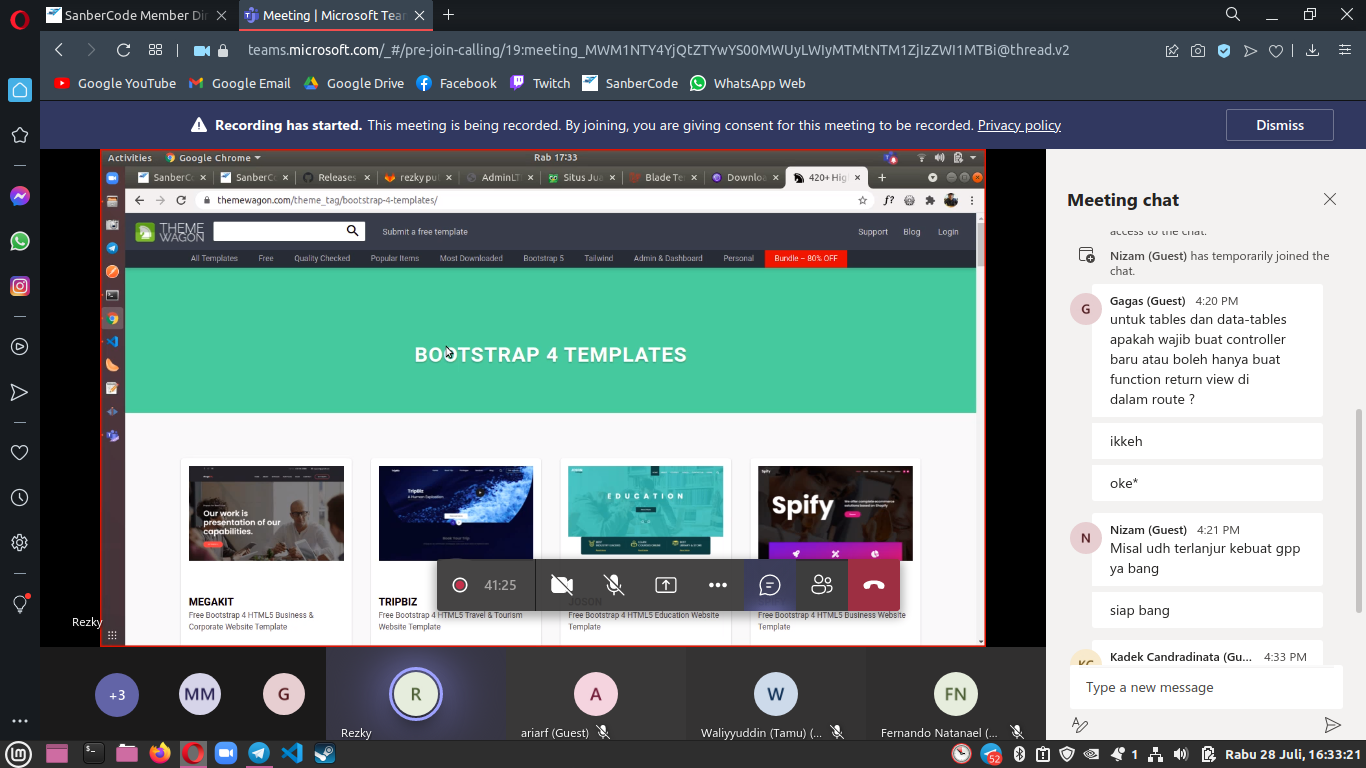 SanberCode Member Dir
Meeting | Microsoft Tear
teams.microsoft.com/_#/pre-join-calling/19:meeting_MWM1NTY4YjQtZTYwYS00MWUyLWIyMTMtNTM1ZjIzZWI1MTBi@thread.v2
Google YouTube
Google Email
Google Drive
Facebook
Twitch
SanberCode
WhatsApp Web
Recording has started. This meeting is being recorded. By joining, you are giving consent for this meeting to be recorded. Privacy policy
Dismiss
Activities
Google Chrome
Rab 17:33
SanberC
SanberC
Releases
rezky pu
AdminLT
Situs Jua
Blade Te
Downloa
420+ Hig
themewagon.com/theme_tag/bootstrap-4-templates/
THEME
WAGON
Submit a free template
Support
Blog
Login
All Templates
Free
Quality Checked
Popular Items
Most Downloaded
Bootstrap 5
Tailwind
Admin & Dashboard
Personal
Bundle – 80% OFF
BOOTSTRAP 4 TEMPLATES
Our work is
presentation of our
capabilities.
TripBiz
EDUCATION
Spify
MEGAKIT
Free Bootstrap 4 HTML5 Business &
Corporate Website Template
TRIPBIZ
Free Bootstrap 4 HTML5 Travel & Tourism
Website Template
Free Bootstrap 4 HTML5 Education Website
Template
Free Bootstrap 4 HTML5 Business Website
Template
41:25
Rezky
+3
MM
G
R
Rezky
A
ariarf (Guest)
W
Waliyyuddin (Tamu) (...
FN
Fernando Natanael (...
Meeting chat
access to the chat.
Nizam (Guest) has temporarily joined the
chat.
G
Gagas (Guest) 4:20 PM
untuk tables dan data-tables
apakah wajib buat controller
baru atau boleh hanya buat
function return view di
dalam route ?
ikkeh
oke*
N
Nizam (Guest) 4:21 PM
Misal udh terlanjur kebuat gpp
ya bang
siap bang
KC
Kadek Candradinata (Gu... 4:33 PM
Type a new message
52
1
Rabu 28 Juli, 16:33:21